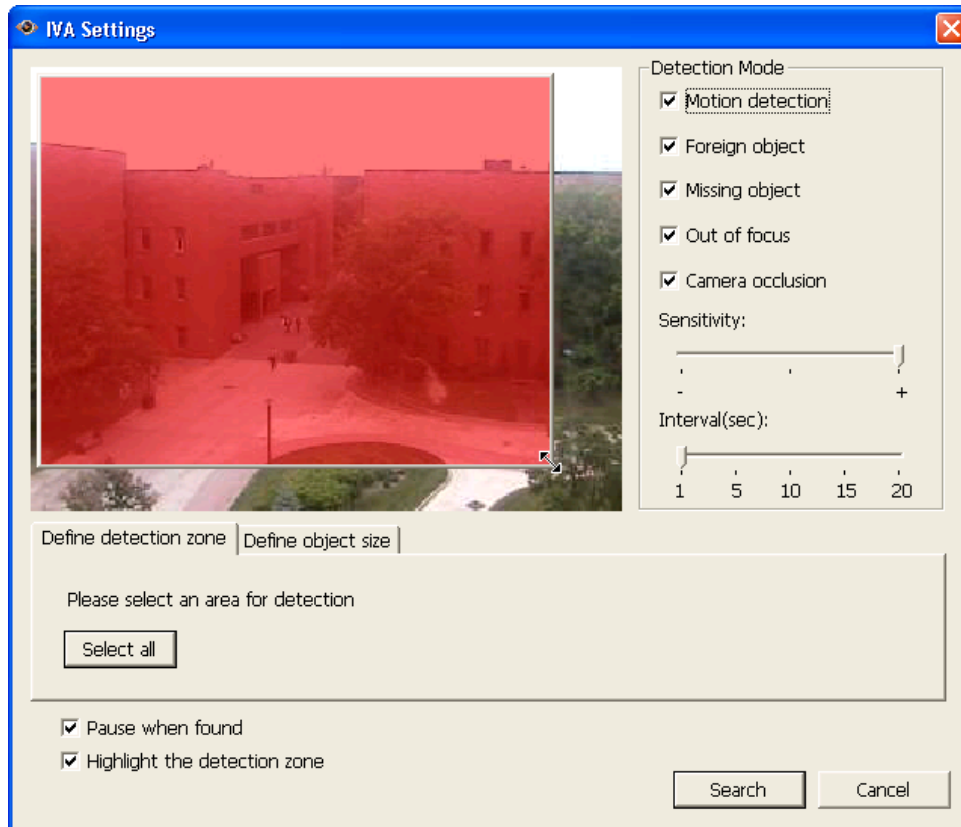 IVA Settings
Detection Mode
Motion detection
Foreign object
Missing object
Out of focus
Camera occlusion
Sensitivity:
- +
Interval(sec):
1 5 10 15 20
Define detection zone Define object size
Please select an area for detection
Select all
Pause when found
Highlight the detection zone
Search Cancel